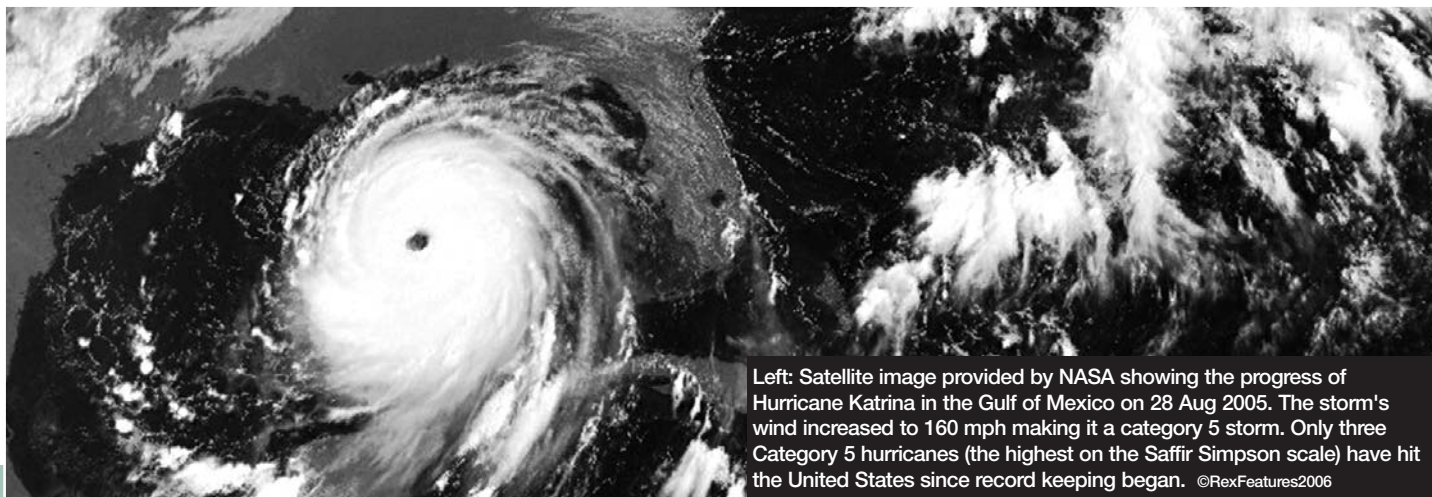 Left: Satellite image provided by NASA showing the progress of
Hurricane Katrina in the Gulf of Mexico on 28 Aug 2005. The storm's
wind increased to 160 mph making it a category 5 storm. Only three
Category 5 hurricanes (the highest on the Saffir Simpson scale) have hit
the United States since record keeping began. ©RexFeatures2006